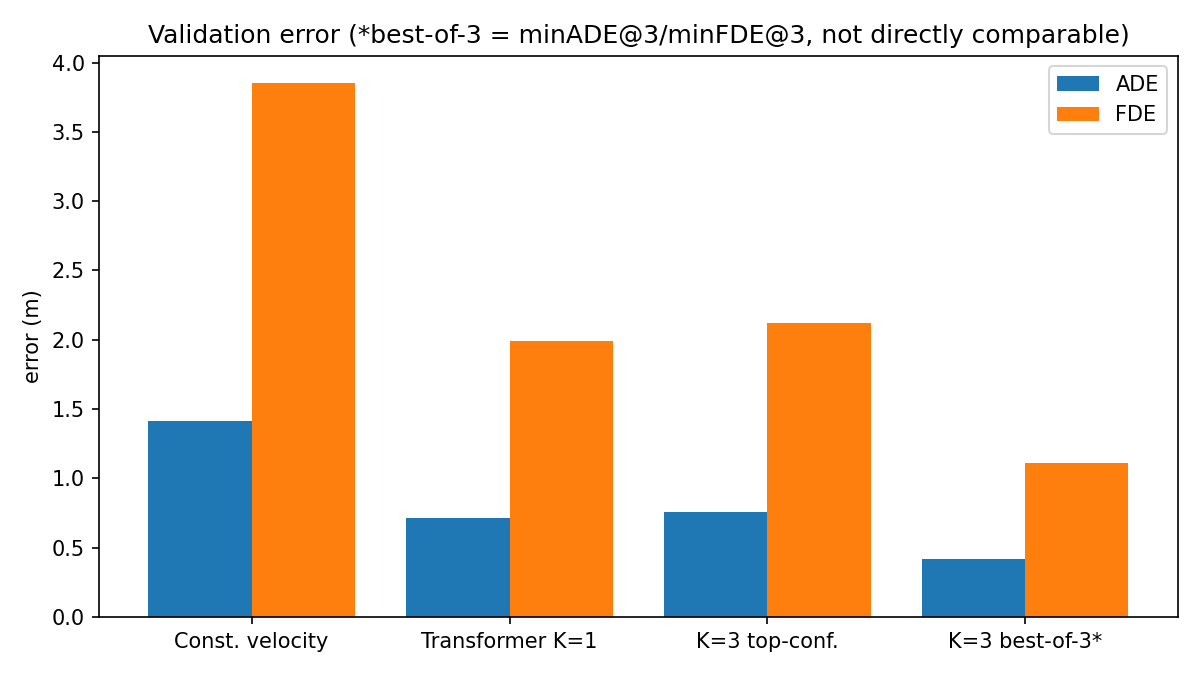 Validation error (*best-of-3 = minADE@3/minFDE@3, not directly comparable)
ADE
FDE
error (m)
4.0
3.5
3.0
2.5
2.0
1.5
1.0
0.5
0.0
Const. velocity
Transformer K=1
K=3 top-conf.
K=3 best-of-3*